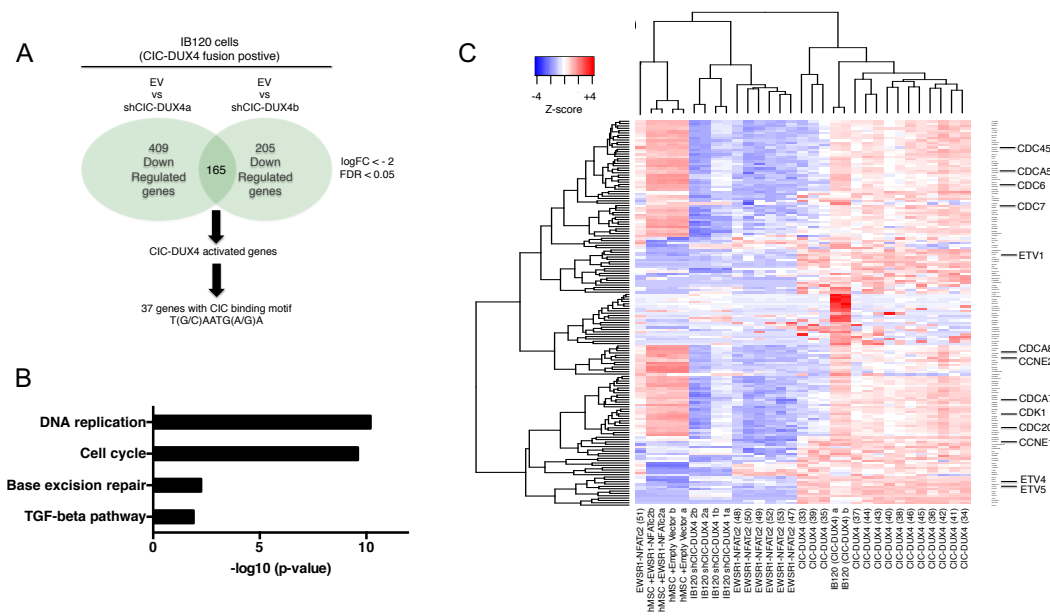 A
IB120 cells
(CIC-DUX4 fusion postive)
EV
vs
shCIC-DUX4a
EV
vs
shCIC-DUX4b
409
Down
Regulated
genes
165
205
Down
Regulated
genes
logFC < - 2
FDR < 0.05
CIC-DUX4 activated genes
37 genes with CIC binding motif
T(G/C)AATG(A/G)A
B
DNA replication
Cell cycle
Base excision repair
TGF-beta pathway
0
5
10
-log10 (p-value)
C
-4
+4
Z-score
CDC45
CDCA5
CDC6
CDC7
ETV1
CDCA8
CCNE2
CDCA7
CDK1
CDC20
CCNE1
ETV4
ETV5
EWSR1-NFATc2 (51)
hMSC +EWSR1-NFATc2b
hMSC +EWSR1-NFATc2a
hMSC +Empty Vector b
hMSC +Empty Vector a
IB120 shCIC-DUX4 2b
IB120 shCIC-DUX4 2a
IB120 shCIC-DUX4 1b
IB120 shCIC-DUX4 1a
EWSR1-NFATc2 (48)
EWSR1-NFATc2 (50)
EWSR1-NFATc2 (49)
EWSR1-NFATc2 (52)
EWSR1-NFATc2 (53)
EWSR1-NFATc2 (47)
CIC-DUX4 (33)
CIC-DUX4 (39)
CIC-DUX4 (35)
IB120 (CIC-DUX4) a
IB120 (CIC-DUX4) b
CIC-DUX4 (37)
CIC-DUX4 (44)
CIC-DUX4 (43)
CIC-DUX4 (40)
CIC-DUX4 (38)
CIC-DUX4 (46)
CIC-DUX4 (45)
CIC-DUX4 (36)
CIC-DUX4 (42)
CIC-DUX4 (41)
CIC-DUX4 (34)